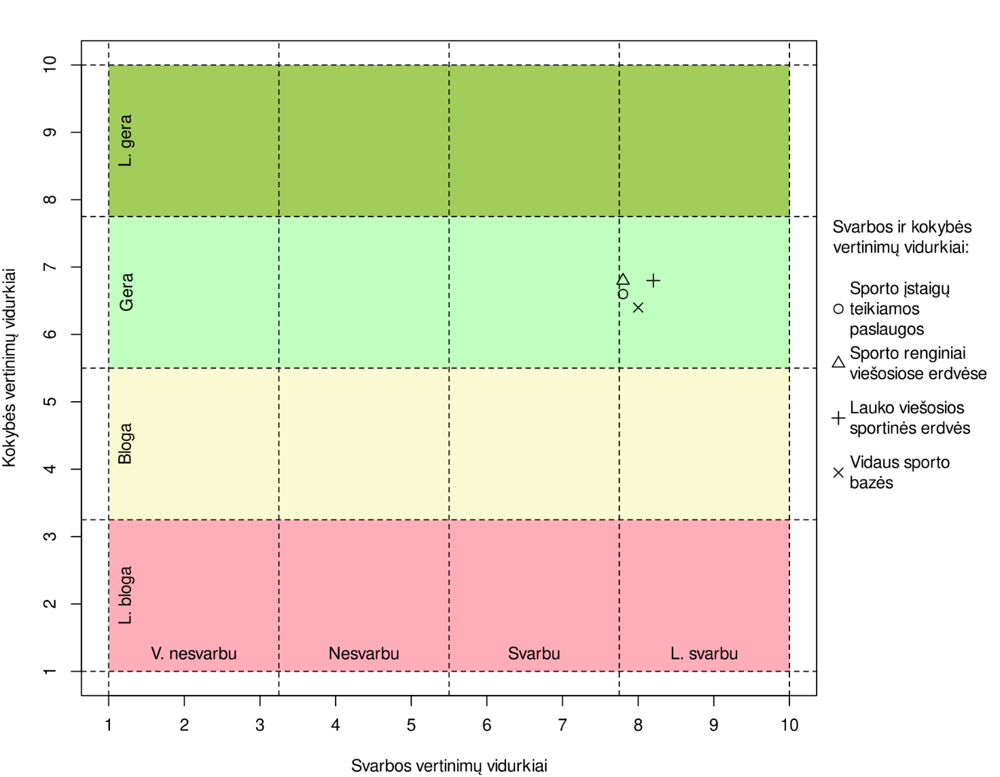 Kokybės vertinimų vidurkiai
10
9
8
7
6
5
4
3
2
1
L. gera
Gera
Bloga
L. bloga
V. nesvarbu
Nesvarbu
Svarbu
L. svarbu
1
2
3
4
5
6
7
8
9
10
Svarbos vertinimų vidurkiai
Svarbos ir kokybės
vertinimų vidurkiai:
Sporto įstaigų
teikiamos
paslaugos
Sporto renginiai
viešosiose erdvėse
Lauko viešosios
sportinės erdvės
Vidaus sporto
bazės